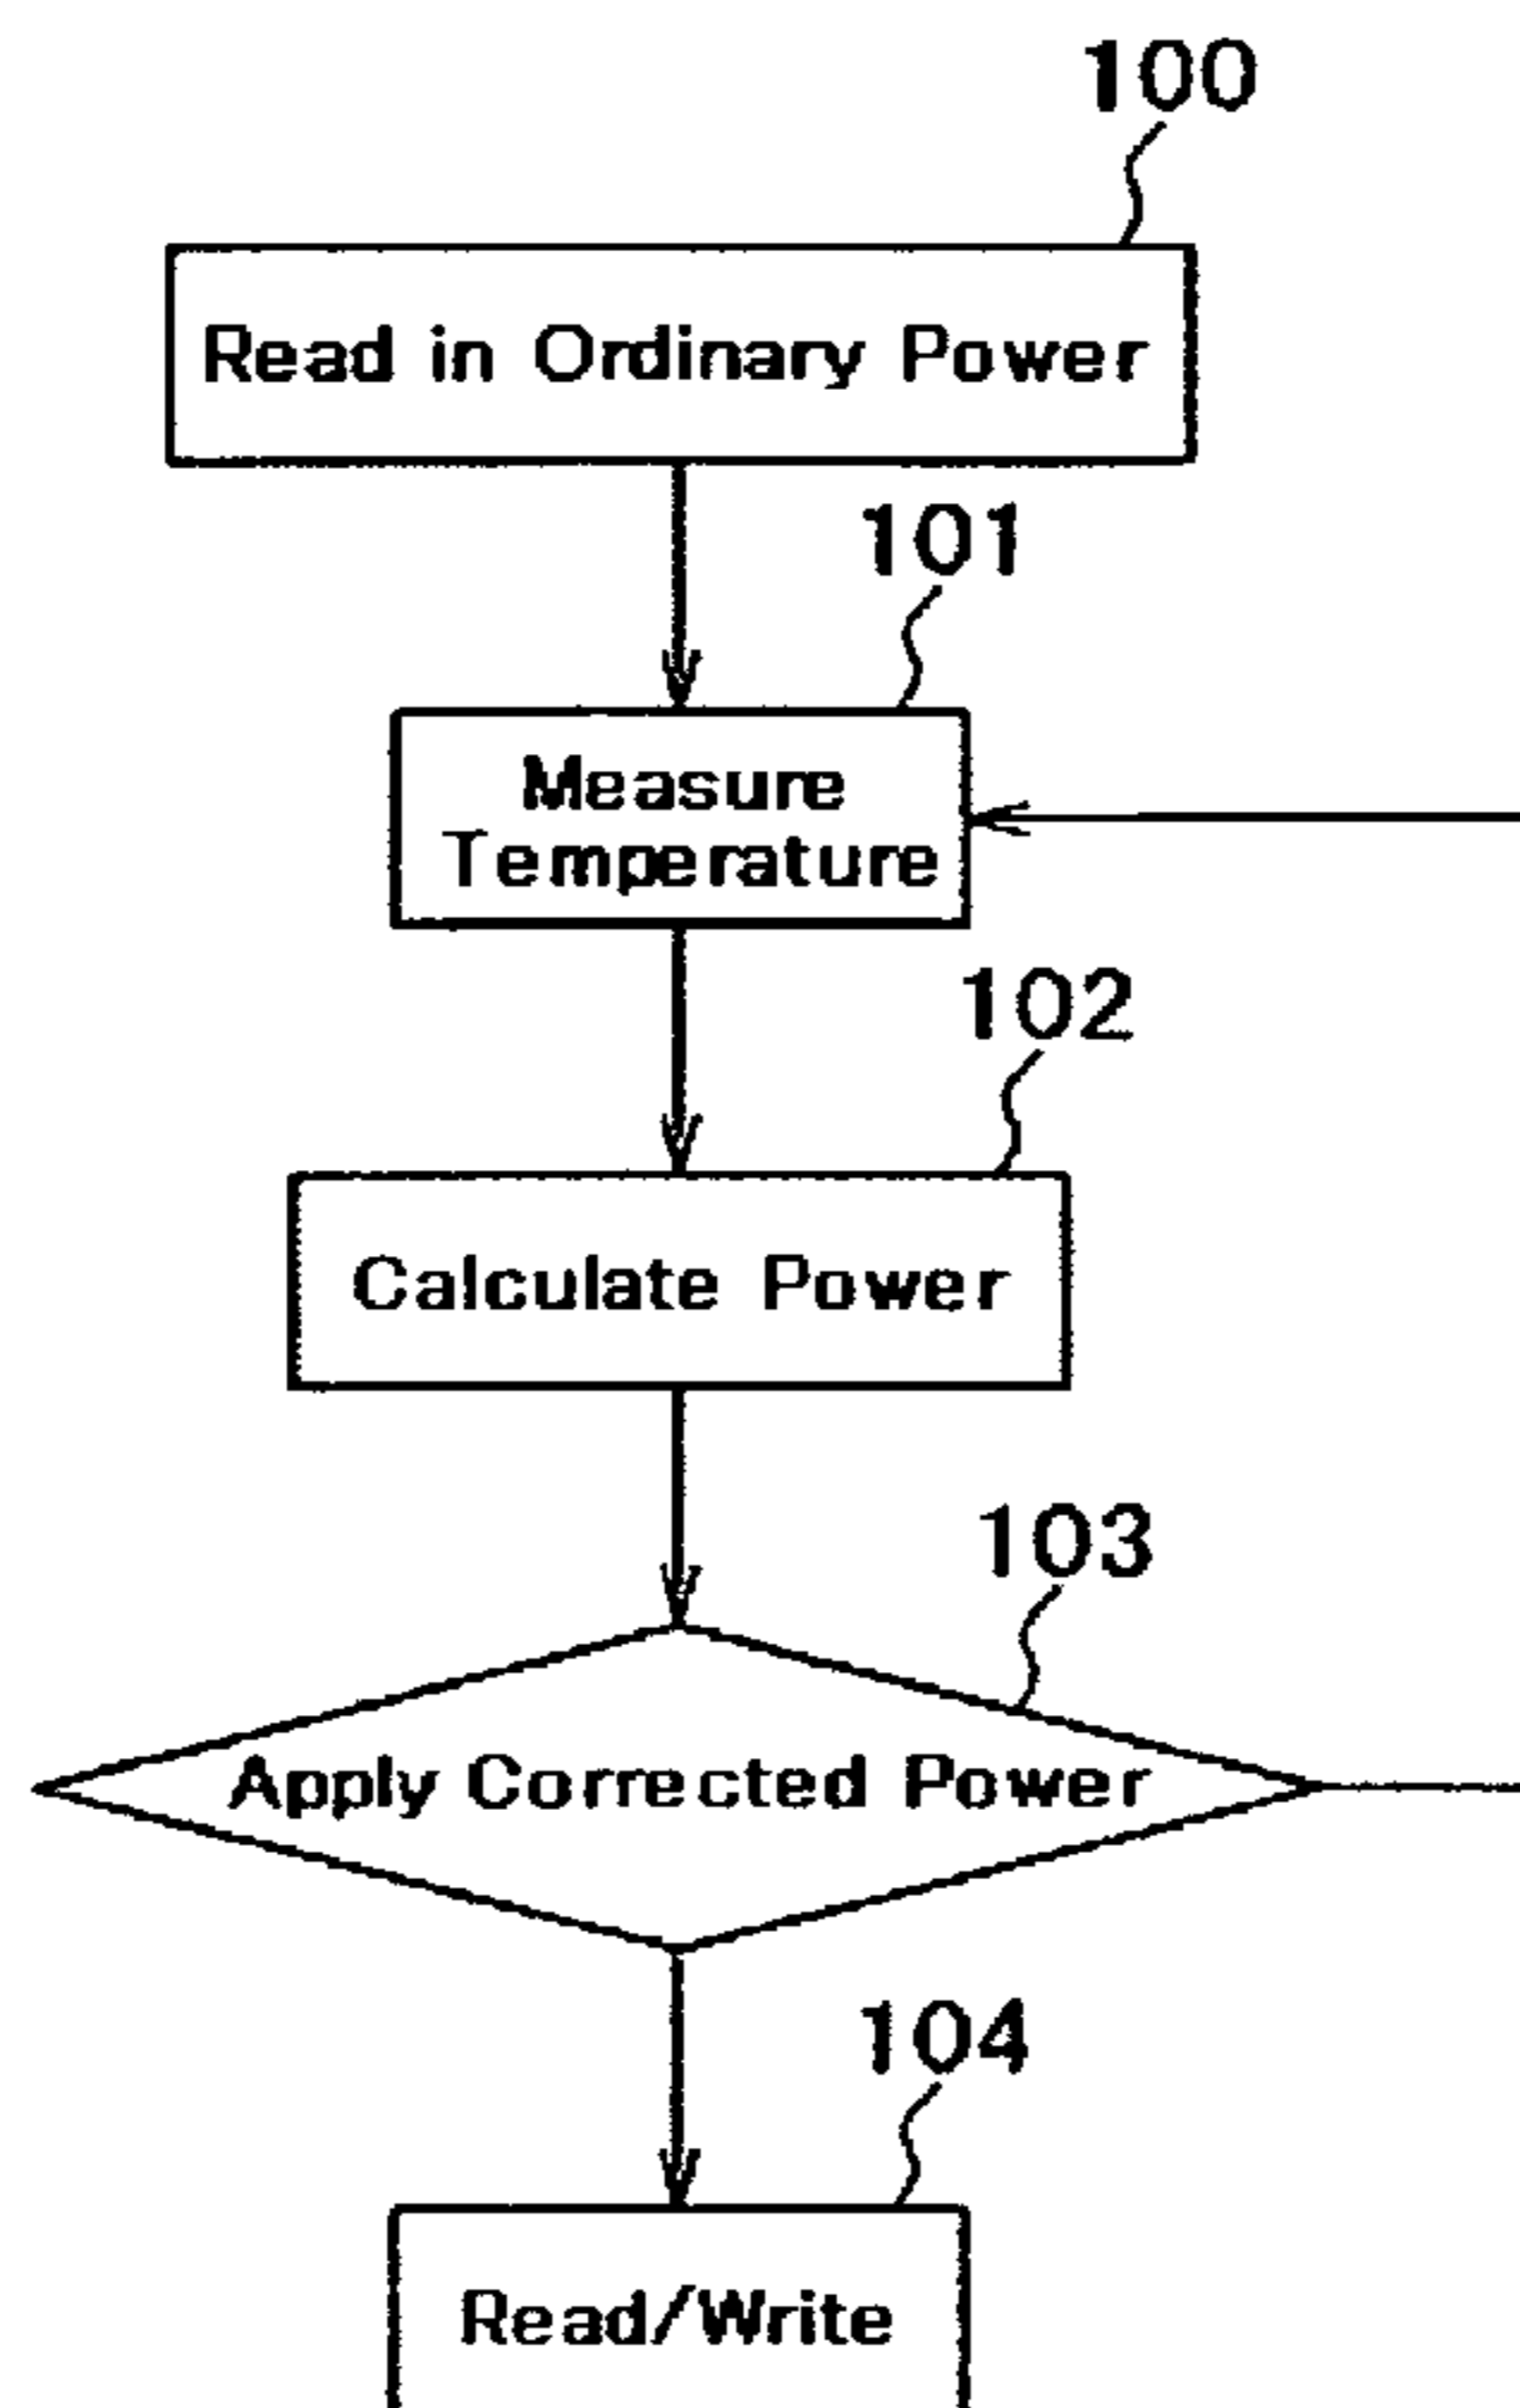 100
Read in Ordinary Power
101
Measure
Temperature
102
Calculate Power
103
Apply Corrected Power
104
Read/Write